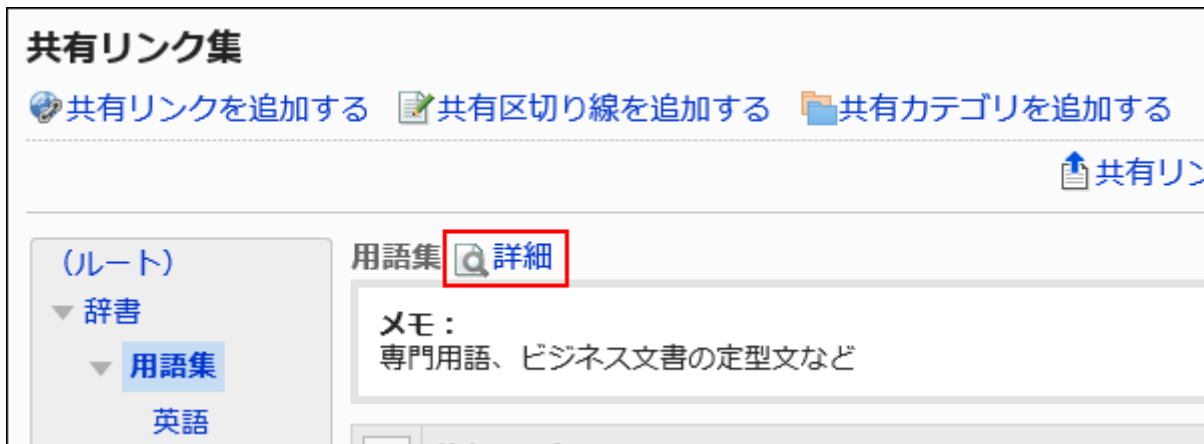 共有リンク集
共有リンクを追加する 共有区切り線を追加する 共有カテゴリを追加する
共有リン
(ルート)
辞書
用語集
英語
用語集 詳細
メモ：
専門用語、ビジネス文書の定型文など